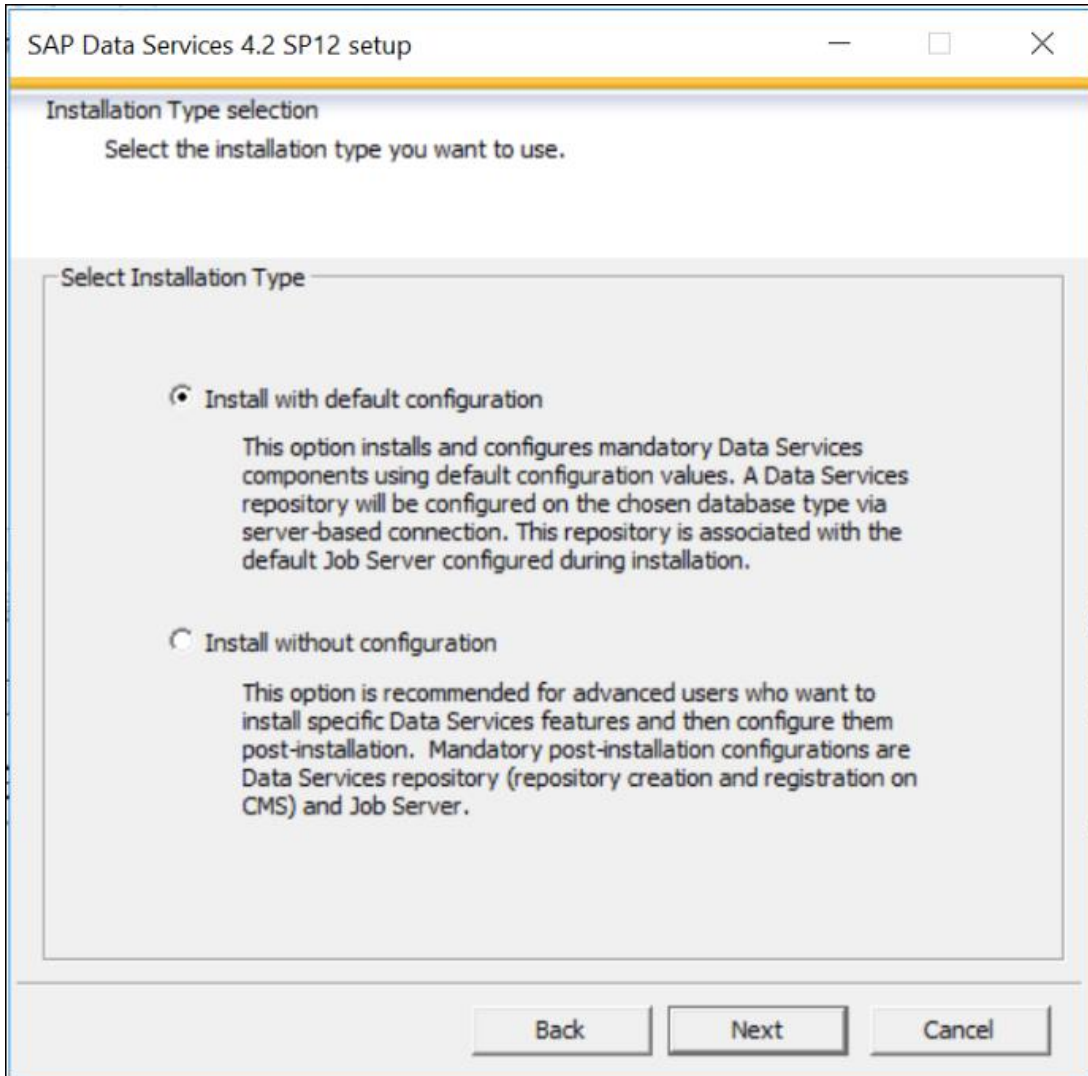 SAP Data Services 4.2 SP12 setup
Installation Type selection
Select the installation type you want to use.
Select Installation Type
Install with default configuration
This option installs and configures mandatory Data Services
components using default configuration values. A Data Services
repository will be configured on the chosen database type via
server-based connection. This repository is associated with the
default Job Server configured during installation.
Install without configuration
This option is recommended for advanced users who want to
install specific Data Services features and then configure them
post-installation.  Mandatory post-installation configurations are
Data Services repository (repository creation and registration on
CMS) and Job Server.
Back
Next
Cancel